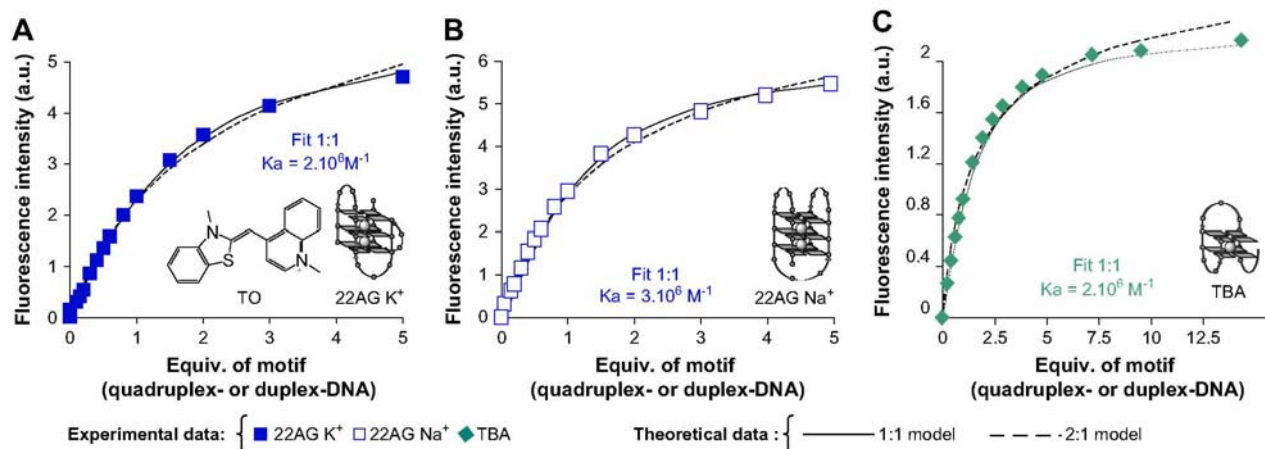 A
Fluorescence intensity (a.u.)
5
4
3
2
1
0
0 1 2 3 4 5
Fit 1:1
Ka = 2.10⁶M⁻¹
N
S
N
+
TO
22AG K⁺
Equiv. of motif
(quadruplex- or duplex-DNA)
B
Fluorescence intensity (a.u.)
6
5
4
3
2
1
0
0 1 2 3 4 5
Fit 1:1
Ka = 3.10⁶ M⁻¹
22AG Na⁺
Equiv. of motif
(quadruplex- or duplex-DNA)
C
Fluorescence intensity (a.u.)
2
1.6
1.2
0.8
0.4
0
0 2.5 5 7.5 10 12.5
Fit 1:1
Ka = 2.10⁶ M⁻¹
TBA
Equiv. of motif
(quadruplex- or duplex-DNA)
Experimental data: 22AG K⁺ 22AG Na⁺ TBA
Theoretical data : 1:1 model 2:1 model